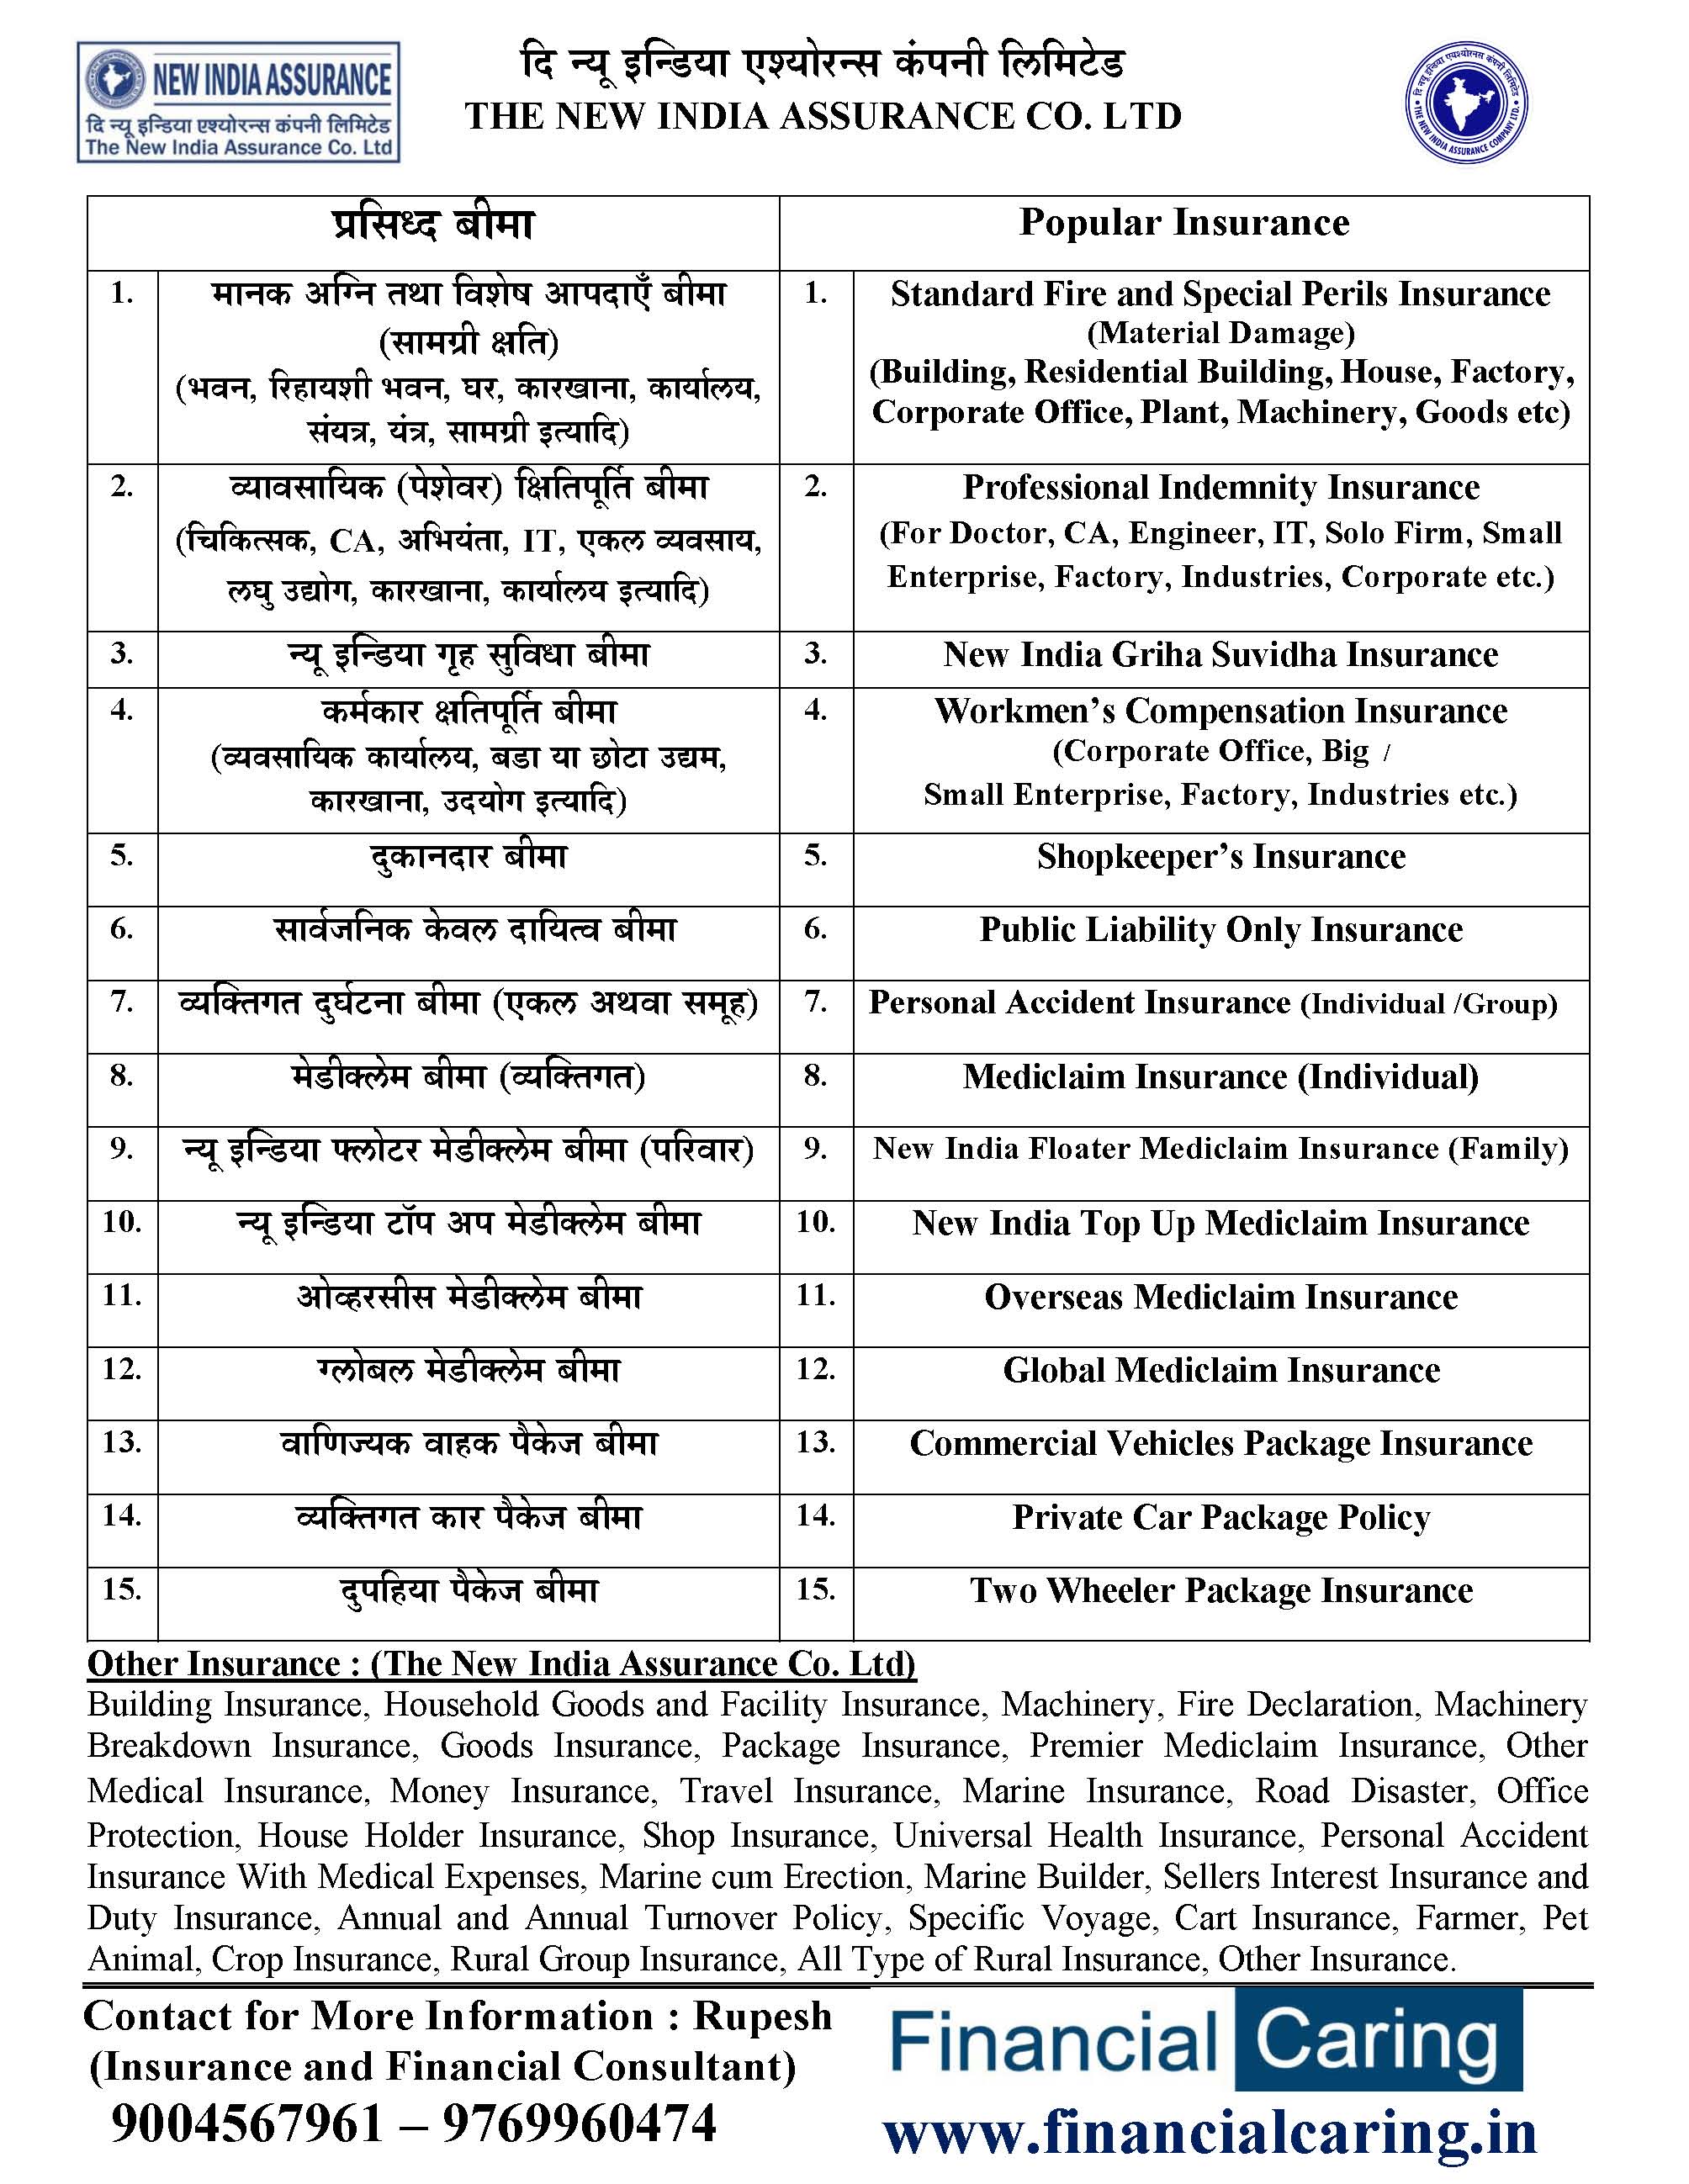 NEW INDIA ASSURANCE
दि न्यू इन्डिया एश्योरन्स कंपनी लिमिटेड
The New India Assurance Co. Ltd
दि न्यू इन्डिया एश्योरन्स कंपनी लिमिटेड
THE NEW INDIA ASSURANCE CO. LTD
THE NEW INDIA ASSURANCE COMPANY LTD.
प्रसिध्द बीमा
Popular Insurance
1.
मानक अग्नि तथा विशेष आपदाएँ बीमा
(सामग्री क्षति)
(भवन, रिहायशी भवन, घर, कारखाना, कार्यालय,
संयत्र, यंत्र, सामग्री इत्यादि)
1.
Standard Fire and Special Perils Insurance
(Material Damage)
(Building, Residential Building, House, Factory,
Corporate Office, Plant, Machinery, Goods etc)
2.
व्यावसायिक (पेशेवर) क्षितिपूर्ति बीमा
(चिकित्सक, CA, अभियंता, IT, एकल व्यवसाय,
लघु उद्योग, कारखाना, कार्यालय इत्यादि)
2.
Professional Indemnity Insurance
(For Doctor, CA, Engineer, IT, Solo Firm, Small
Enterprise, Factory, Industries, Corporate etc.)
3.
न्यू इन्डिया गृह सुविधा बीमा
3.
New India Griha Suvidha Insurance
4.
कर्मकार क्षतिपूर्ति बीमा
(व्यवसायिक कार्यालय, बडा या छोटा उद्यम,
कारखाना, उदयोग इत्यादि)
4.
Workmen’s Compensation Insurance
(Corporate Office, Big /
Small Enterprise, Factory, Industries etc.)
5.
दुकानदार बीमा
5.
Shopkeeper’s Insurance
6.
सार्वजनिक केवल दायित्व बीमा
6.
Public Liability Only Insurance
7.
व्यक्तिगत दुर्घटना बीमा (एकल अथवा समूह)
7.
Personal Accident Insurance (Individual /Group)
8.
मेडीक्लेम बीमा (व्यक्तिगत)
8.
Mediclaim Insurance (Individual)
9.
न्यू इन्डिया फ्लोटर मेडीक्लेम बीमा (परिवार)
9.
New India Floater Mediclaim Insurance (Family)
10.
न्यू इन्डिया टॉप अप मेडीक्लेम बीमा
10.
New India Top Up Mediclaim Insurance
11.
ओव्हरसीस मेडीक्लेम बीमा
11.
Overseas Mediclaim Insurance
12.
ग्लोबल मेडीक्लेम बीमा
12.
Global Mediclaim Insurance
13.
वाणिज्यक वाहक पैकेज बीमा
13.
Commercial Vehicles Package Insurance
14.
व्यक्तिगत कार पैकेज बीमा
14.
Private Car Package Policy
15.
दुपहिया पैकेज बीमा
15.
Two Wheeler Package Insurance
Other Insurance : (The New India Assurance Co. Ltd)
Building Insurance, Household Goods and Facility Insurance, Machinery, Fire Declaration, Machinery
Breakdown Insurance, Goods Insurance, Package Insurance, Premier Mediclaim Insurance, Other
Medical Insurance, Money Insurance, Travel Insurance, Marine Insurance, Road Disaster, Office
Protection, House Holder Insurance, Shop Insurance, Universal Health Insurance, Personal Accident
Insurance With Medical Expenses, Marine cum Erection, Marine Builder, Sellers Interest Insurance and
Duty Insurance, Annual and Annual Turnover Policy, Specific Voyage, Cart Insurance, Farmer, Pet
Animal, Crop Insurance, Rural Group Insurance, All Type of Rural Insurance, Other Insurance.
Contact for More Information : Rupesh
(Insurance and Financial Consultant)
9004567961 – 9769960474
Financial Caring
www.financialcaring.in